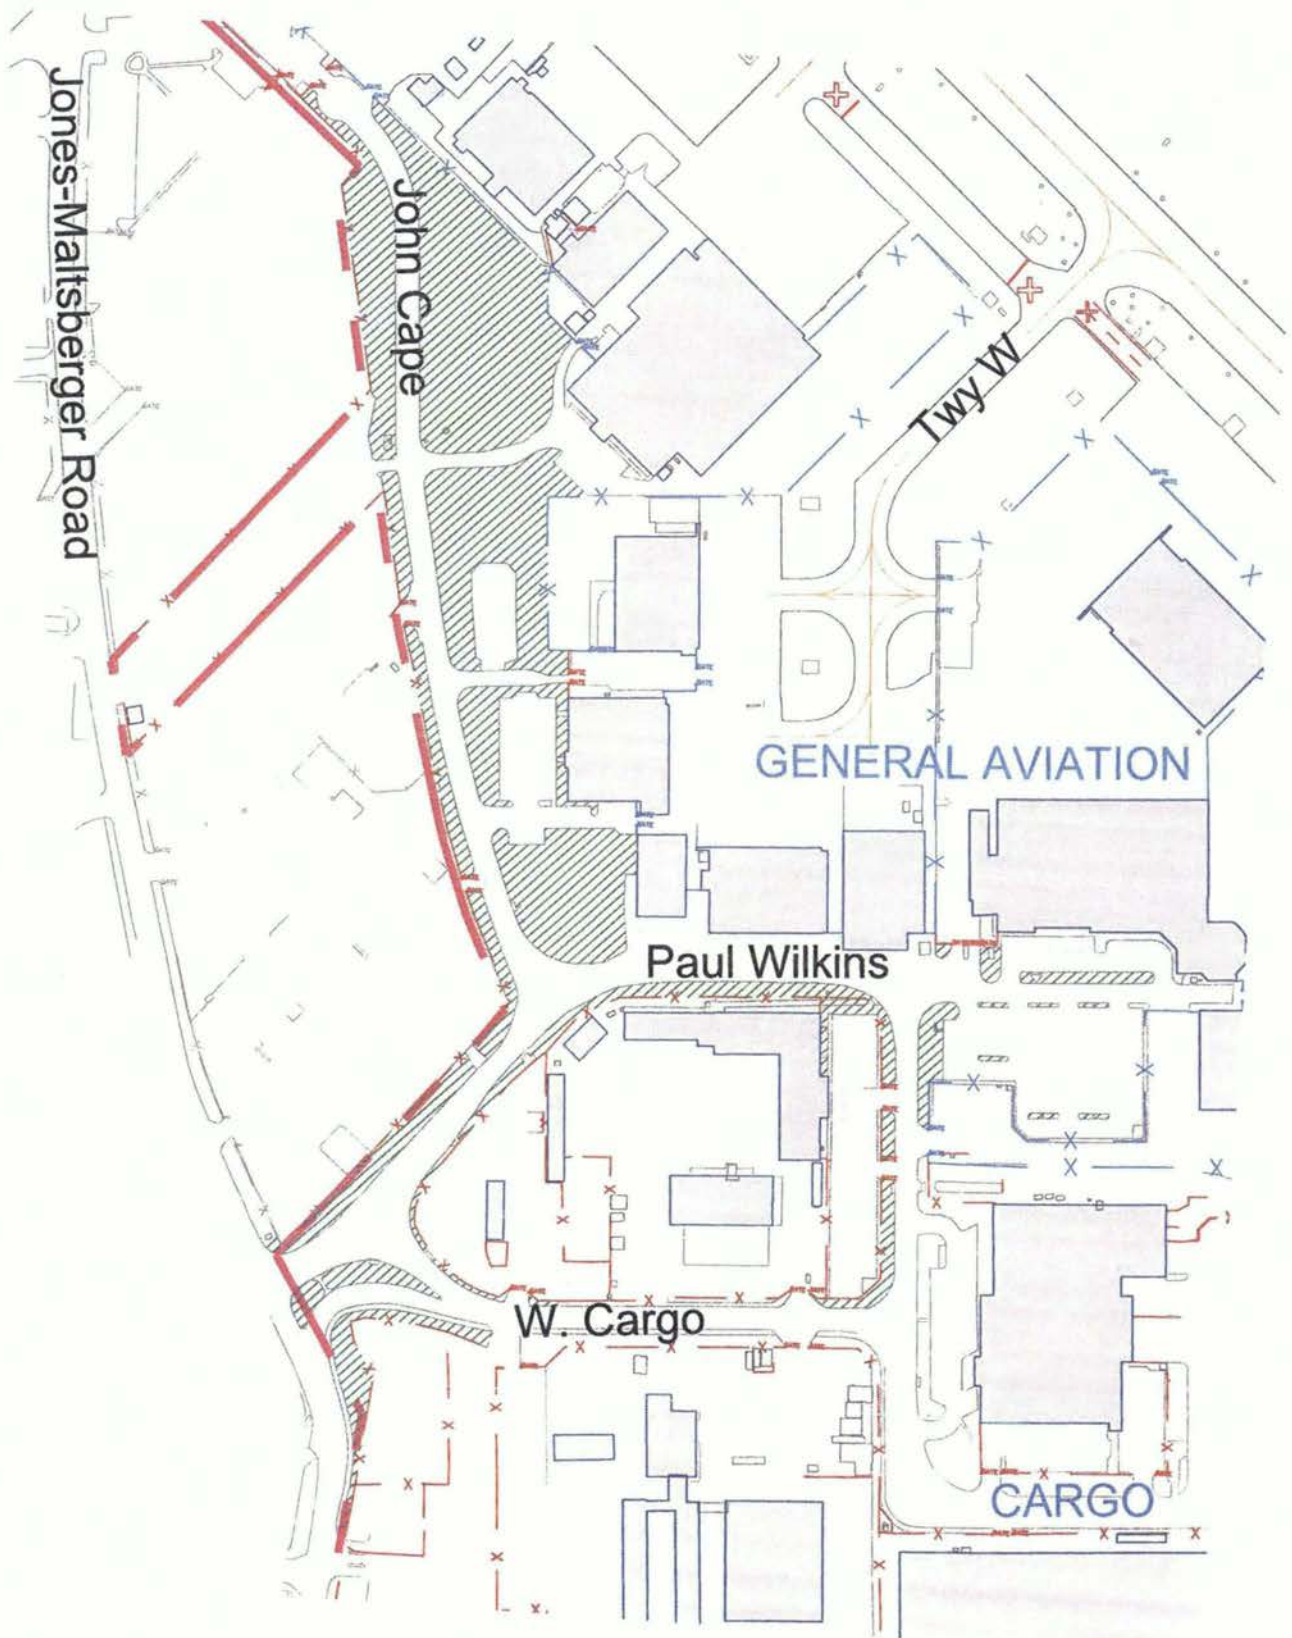 Jones-Maltsberger Road
John Cape
Twy W
GENERAL AVIATION
Paul Wilkins
W. Cargo
CARGO